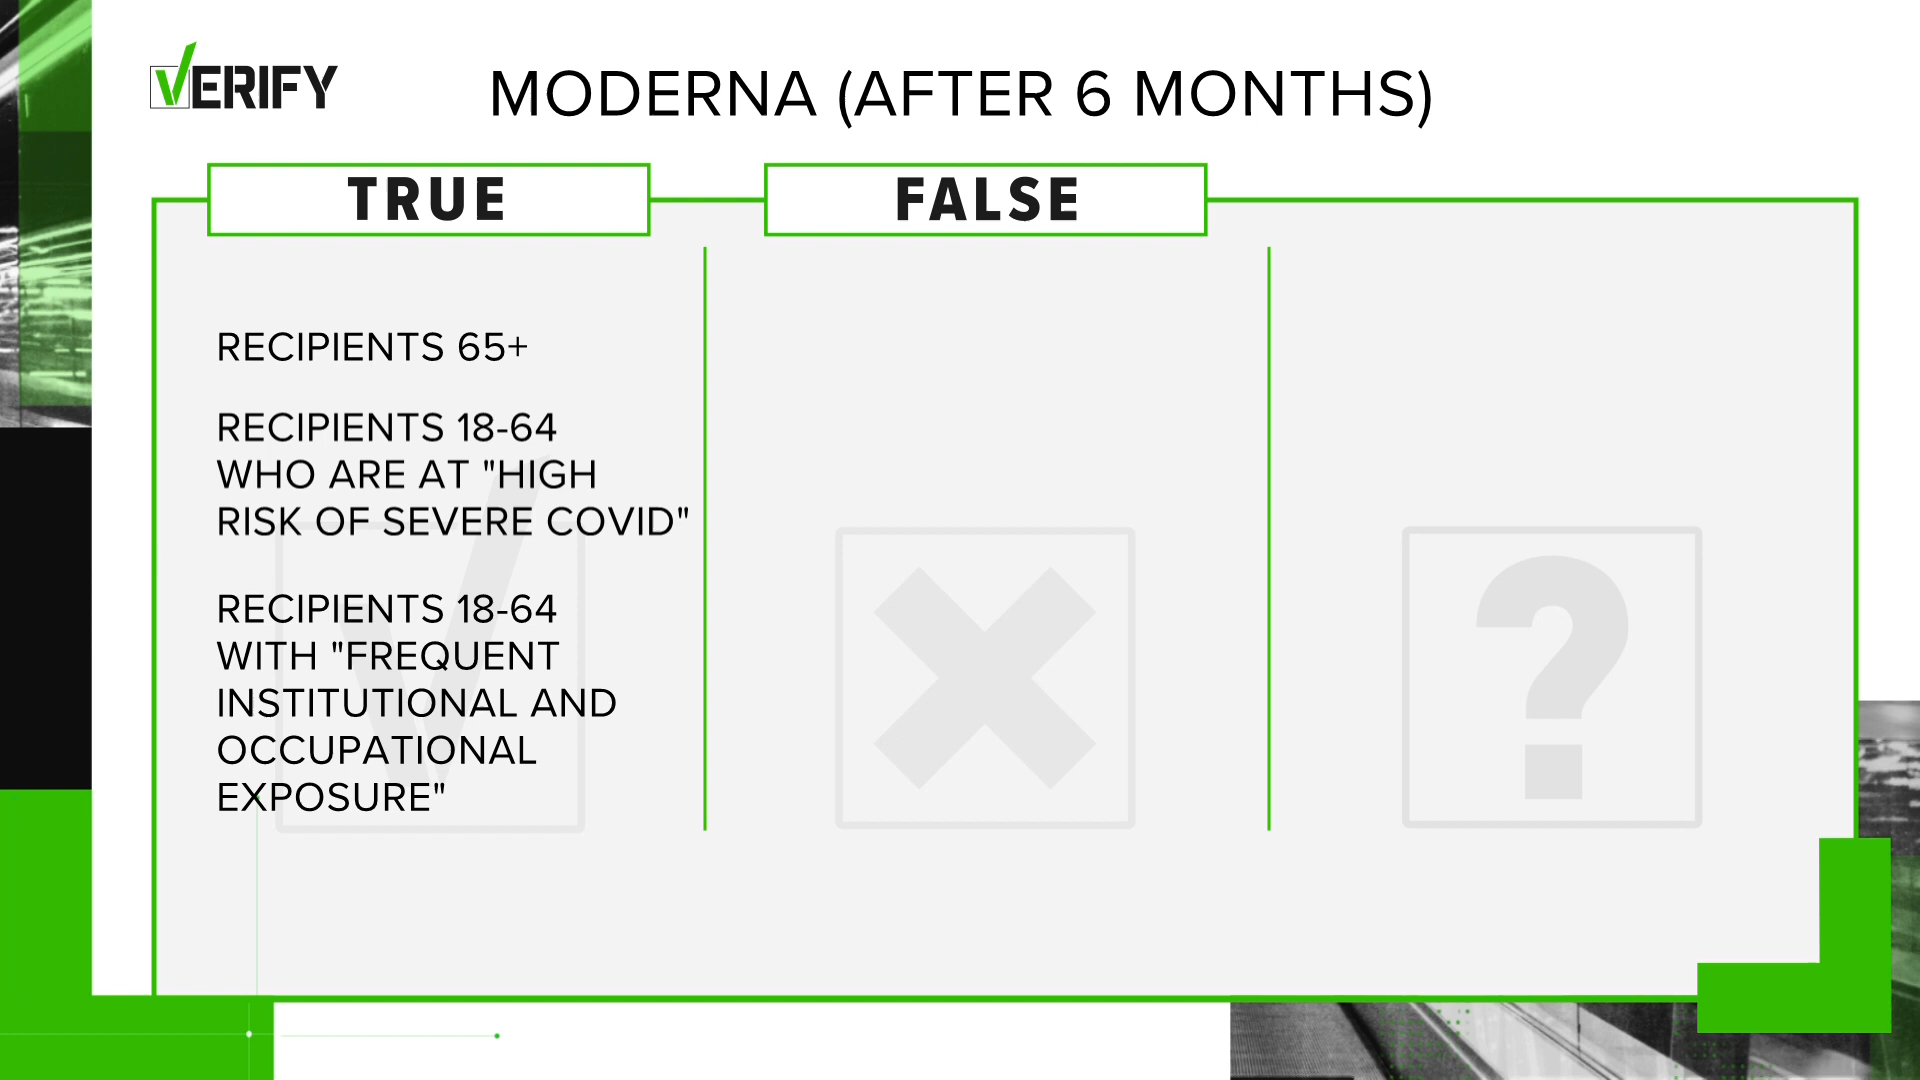 VERIFY
MODERNA (AFTER 6 MONTHS)
TRUE
FALSE
RECIPIENTS 65+
RECIPIENTS 18-64
WHO ARE AT "HIGH
RISK OF SEVERE COVID"
RECIPIENTS 18-64
WITH "FREQUENT
INSTITUTIONAL AND
OCCUPATIONAL
EXPOSURE"
?